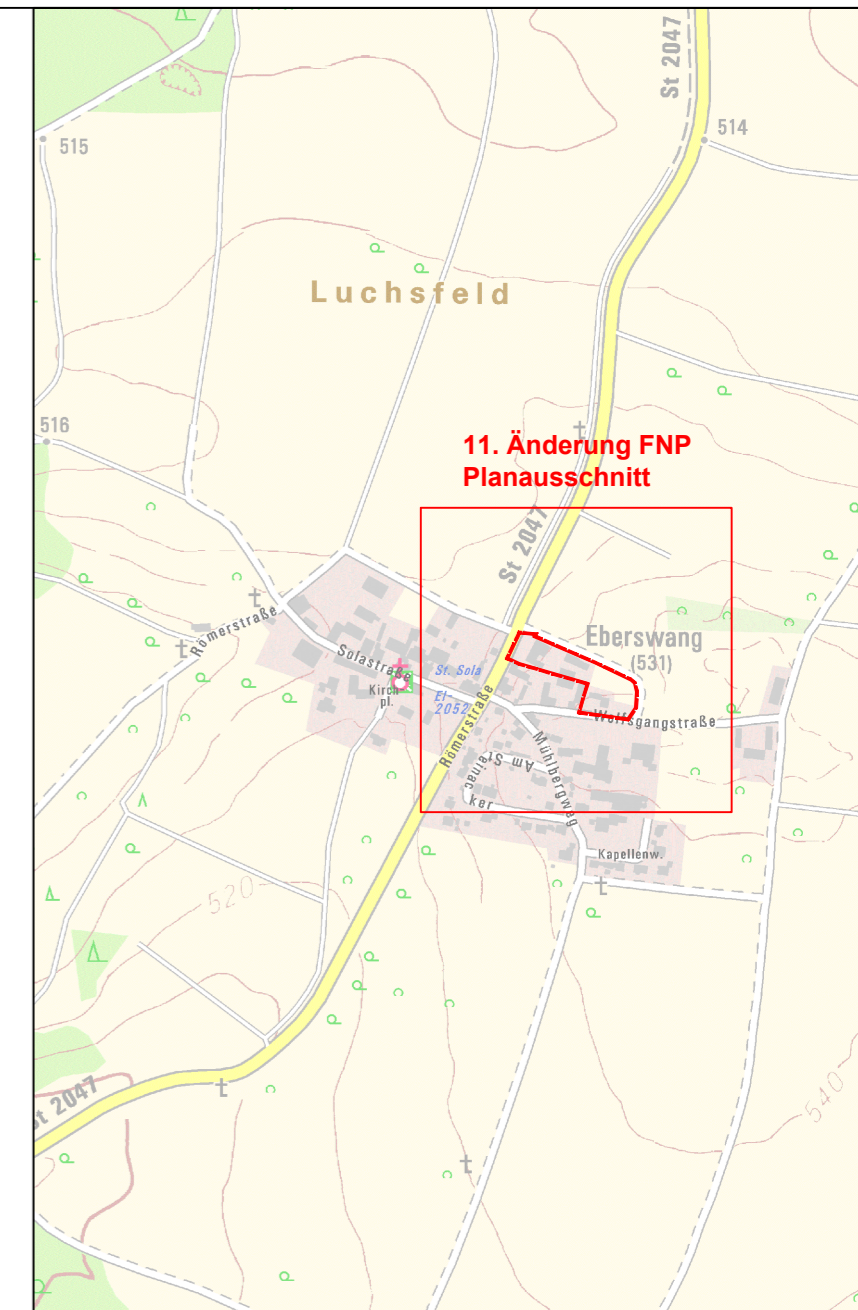 St 2047
514
515
Luchsfeld
516
11. Änderung FNP
Planausschnitt
St 2047
Eberswang
(531)
Römerstraße
Solastraße
St. Sola
Kirch
pl.
EI-
2052
Römerstraße
Wolfsgangstraße
Mühlbergweg
Am Steinac
ker
Kapellenw.
520
St 2047
540